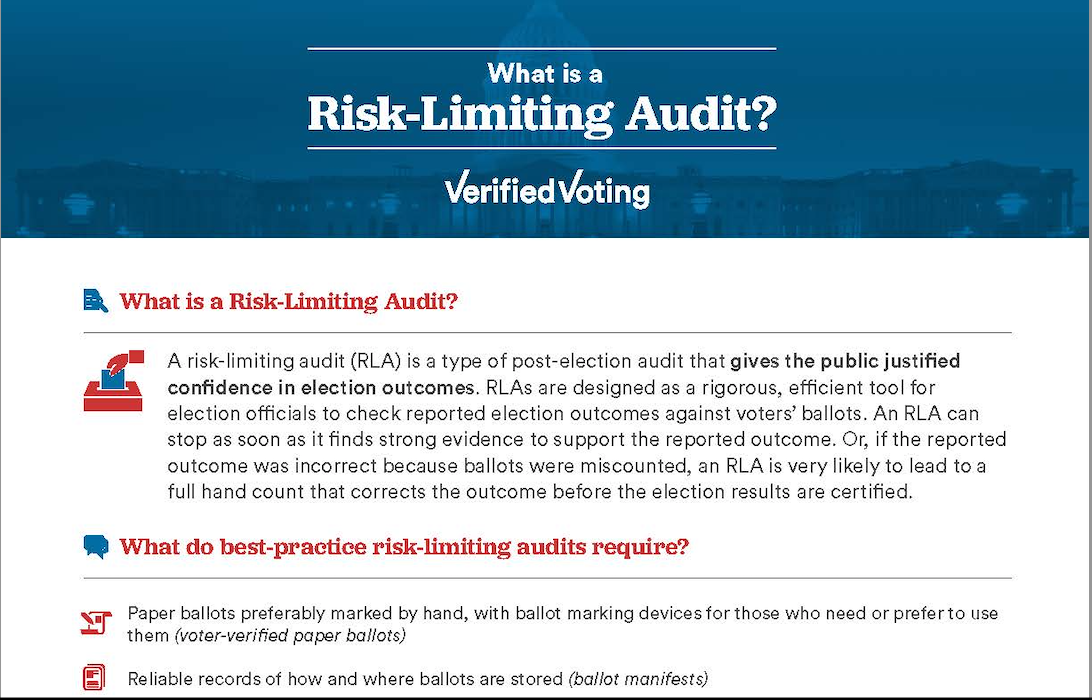 What is a
Risk-Limiting Audit?
VerifiedVoting
What is a Risk-Limiting Audit?
A risk-limiting audit (RLA) is a type of post-election audit that gives the public justified
confidence in election outcomes. RLAs are designed as a rigorous, efficient tool for
election officials to check reported election outcomes against voters’ ballots. An RLA can
stop as soon as it finds strong evidence to support the reported outcome. Or, if the reported
outcome was incorrect because ballots were miscounted, an RLA is very likely to lead to a
full hand count that corrects the outcome before the election results are certified.
What do best-practice risk-limiting audits require?
Paper ballots preferably marked by hand, with ballot marking devices for those who need or prefer to use
them (voter-verified paper ballots)
Reliable records of how and where ballots are stored (ballot manifests)